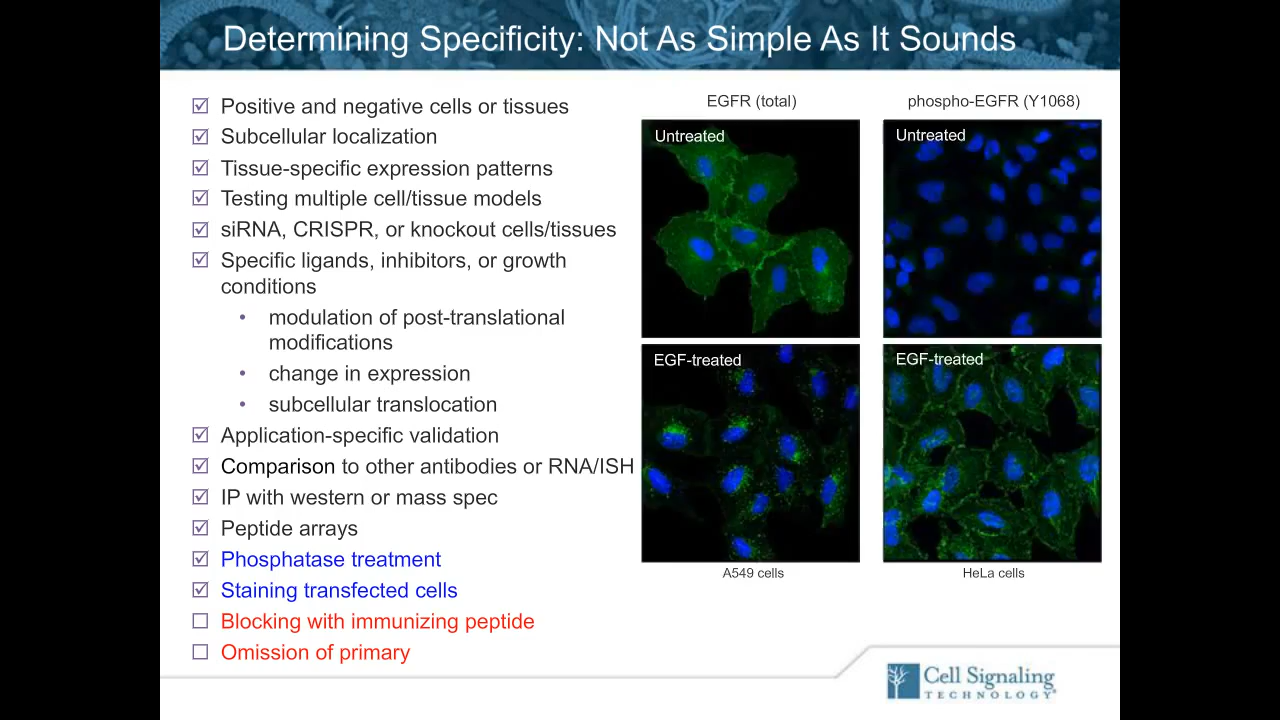 Determining Specificity: Not As Simple As It Sounds
Positive and negative cells or tissues
Subcellular localization
Tissue-specific expression patterns
Testing multiple cell/tissue models
siRNA, CRISPR, or knockout cells/tissues
Specific ligands, inhibitors, or growth
conditions
• modulation of post-translational
modifications
• change in expression
• subcellular translocation
Application-specific validation
Comparison to other antibodies or RNA/ISH
IP with western or mass spec
Peptide arrays
Phosphatase treatment
Staining transfected cells
Blocking with immunizing peptide
Omission of primary
EGFR (total)
phospho-EGFR (Y1068)
Untreated
Untreated
EGF-treated
EGF-treated
A549 cells
HeLa cells
Cell Signaling
TECHNOLOGY®